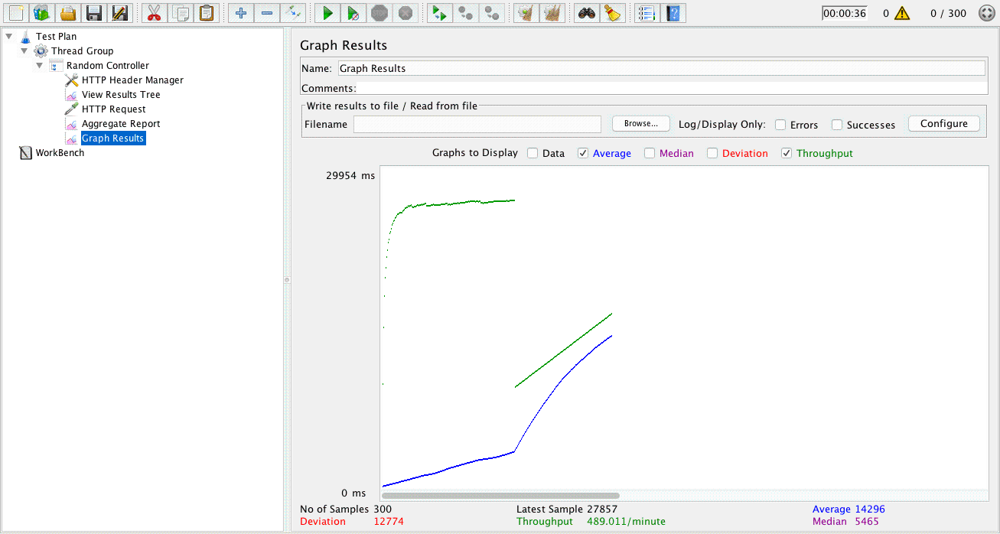 00:00:36 0 0 / 300
Test Plan
Thread Group
Random Controller
HTTP Header Manager
View Results Tree
HTTP Request
Aggregate Report
Graph Results
WorkBench
Graph Results
Name: Graph Results
Comments:
Write results to file / Read from file
Filename Browse... Log/Display Only: Errors Successes Configure
Graphs to Display Data Average Median Deviation Throughput
29954 ms
0 ms
No of Samples 300 Latest Sample 27857 Average 14296
Deviation 12774 Throughput 489.011/minute Median 5465